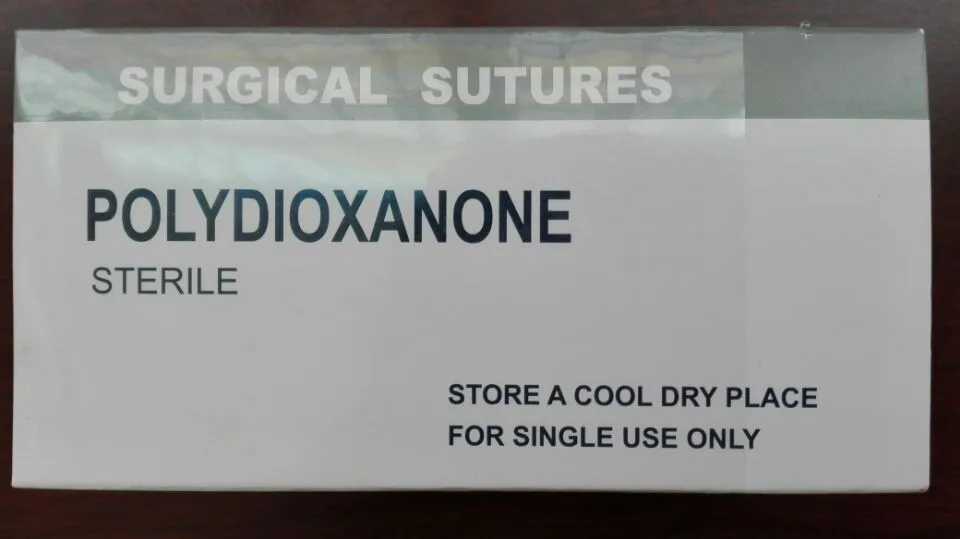 SURGICAL SUTURES
POLYDIOXANONE
STERILE
STORE A COOL DRY PLACE
FOR SINGLE USE ONLY